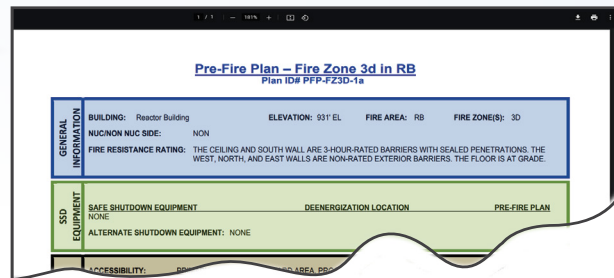 1 / 1 | — 101% +
Pre-Fire Plan – Fire Zone 3d in RB
Plan ID# PFP-FZ3D-1a
GENERAL INFORMATION
BUILDING: Reactor Building ELEVATION: 931' EL FIRE AREA: RB FIRE ZONE(S): 3D
NUC/NON NUC SIDE: NON
FIRE RESISTANCE RATING: THE CEILING AND SOUTH WALL ARE 3-HOUR-RATED BARRIERS WITH SEALED PENETRATIONS. THE
WEST, NORTH, AND EAST WALLS ARE NON-RATED EXTERIOR BARRIERS. THE FLOOR IS AT GRADE.
SSD EQUIPMENT
SAFE SHUTDOWN EQUIPMENT DEENERGIZATION LOCATION PRE-FIRE PLAN
NONE
ALTERNATE SHUTDOWN EQUIPMENT: NONE
ACCESSIBILITY: